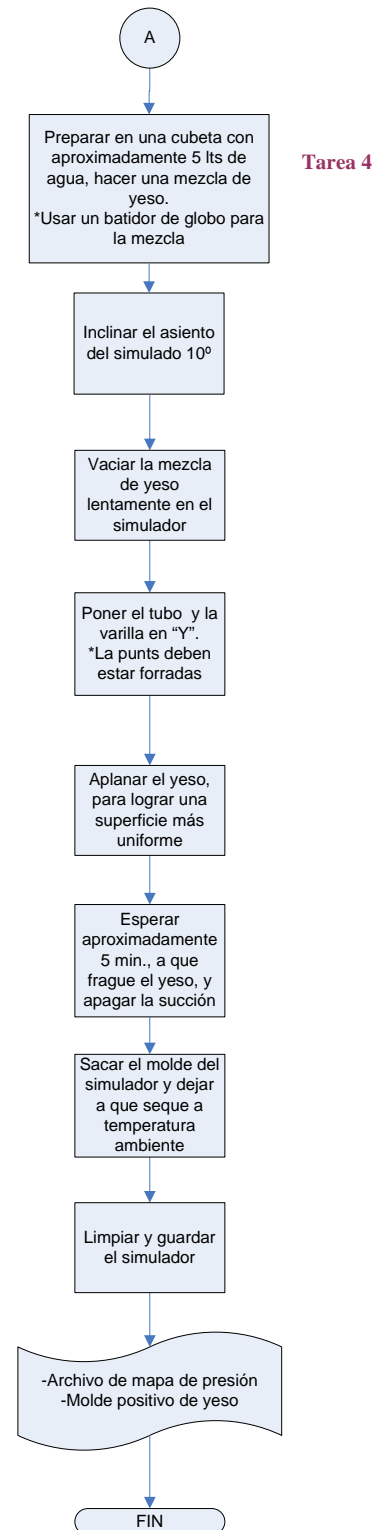 A
Preparar en una cubeta con
aproximadamente 5 lts de
agua, hacer una mezcla de
yeso.
*Usar un batidor de globo para
la mezcla
Tarea 4
Inclinar el asiento
del simulado 10º
Vaciar la mezcla
de yeso
lentamente en el
simulador
Poner el tubo y la
varilla en “Y”.
*La punts deben
estar forradas
Aplanar el yeso,
para lograr una
superficie más
uniforme
Esperar
aproximadamente
5 min., a que
frague el yeso, y
apagar la succión
Sacar el molde del
simulador y dejar
a que seque a
temperatura
ambiente
Limpiar y guardar
el simulador
-Archivo de mapa de presión
-Molde positivo de yeso
FIN